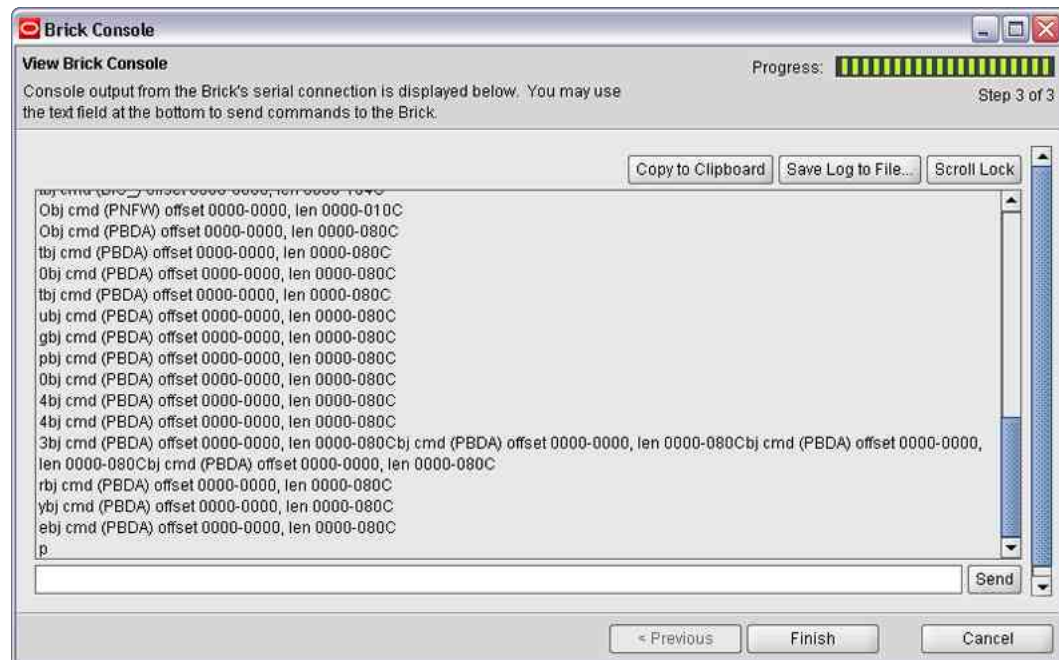 Brick Console
View Brick Console
Progress:
Console output from the Brick's serial connection is displayed below. You may use
the text field at the bottom to send commands to the Brick.
Step 3 of 3
Copy to Clipboard
Save Log to File...
Scroll Lock
offset 0000-0000, len
Obj cmd (PNFW) offset 0000-0000, len 0000-010C
Obj cmd (PBDA) offset 0000-0000, len 0000-080C
tbj cmd (PBDA) offset 0000-0000, len 0000-080C
0bj cmd (PBDA) offset 0000-0000, len 0000-080C
tbj cmd (PBDA) offset 0000-0000, len 0000-080C
ubj cmd (PBDA) offset 0000-0000, len 0000-080C
gbj cmd (PBDA) offset 0000-0000, len 0000-080C
pbj cmd (PBDA) offset 0000-0000, len 0000-080C
0bj cmd (PBDA) offset 0000-0000, len 0000-080C
4bj cmd (PBDA) offset 0000-0000, len 0000-080C
4bj cmd (PBDA) offset 0000-0000, len 0000-080C
3bj cmd (PBDA) offset 0000-0000, len 0000-080Cbj cmd (PBDA) offset 0000-0000, len 0000-080Cbj cmd (PBDA) offset 0000-0000,
len 0000-080Cbj cmd (PBDA) offset 0000-0000, len 0000-080C
rbj cmd (PBDA) offset 0000-0000, len 0000-080C
ybj cmd (PBDA) offset 0000-0000, len 0000-080C
ebj cmd (PBDA) offset 0000-0000, len 0000-080C
p
Send
< Previous
Finish
Cancel